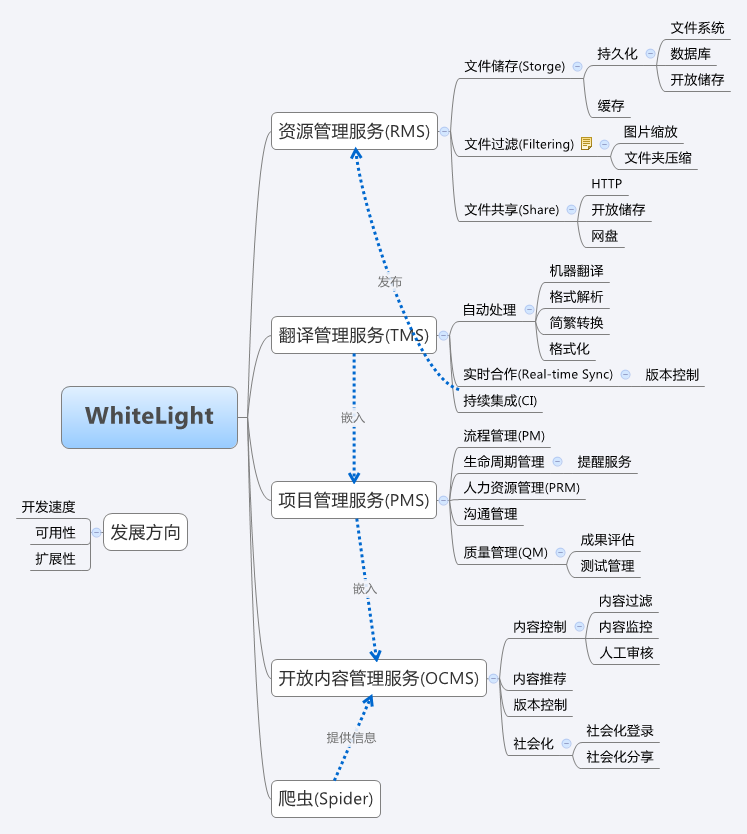 WhiteLight
资源管理服务(RMS)
文件储存(Storge)
持久化
文件系统
数据库
开放储存
缓存
文件过滤(Filtering)
图片缩放
文件夹压缩
文件共享(Share)
HTTP
开放储存
网盘
发布
翻译管理服务(TMS)
自动处理
机器翻译
格式解析
简繁转换
格式化
实时合作(Real-time Sync)
版本控制
持续集成(CI)
嵌入
项目管理服务(PMS)
流程管理(PM)
生命周期管理
提醒服务
人力资源管理(PRM)
沟通管理
质量管理(QM)
成果评估
测试管理
嵌入
开放内容管理服务(OCMS)
内容控制
内容过滤
内容监控
人工审核
内容推荐
版本控制
社会化
社会化登录
社会化分享
提供信息
爬虫(Spider)
发展方向
开发速度
可用性
扩展性